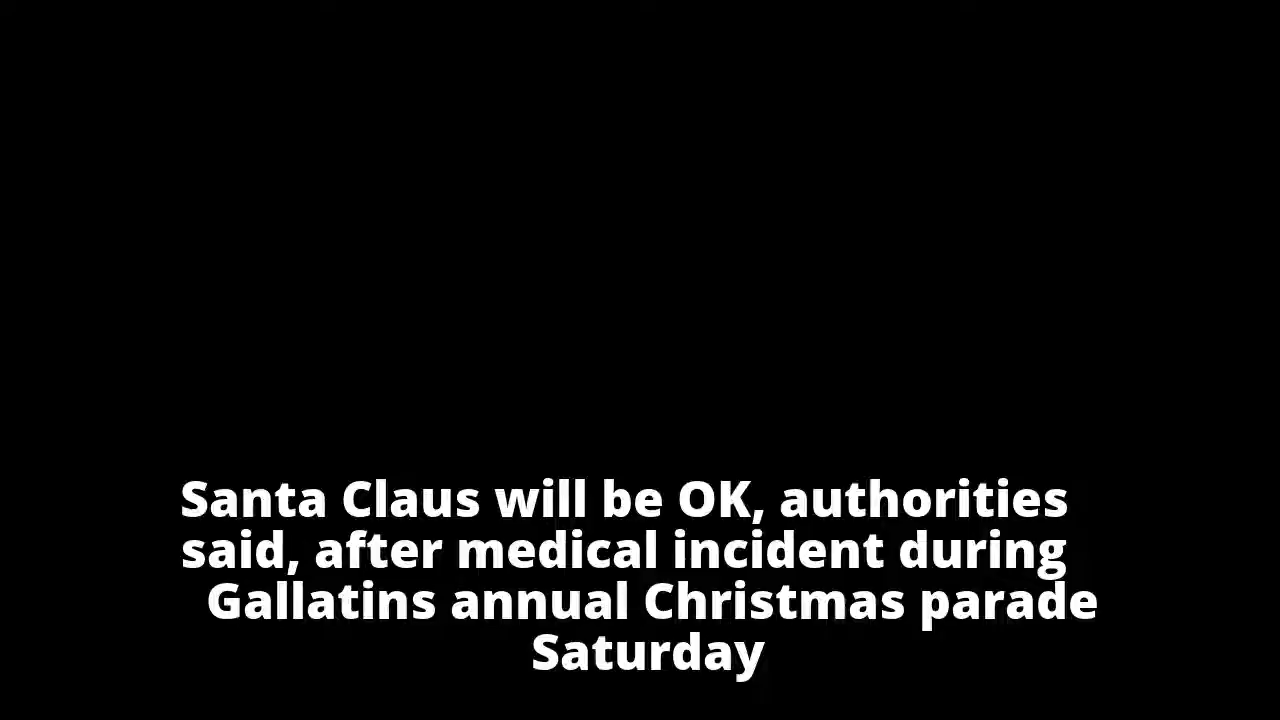 Santa Claus will be OK, authorities
said, after medical incident during
Gallatins annual Christmas parade
Saturday